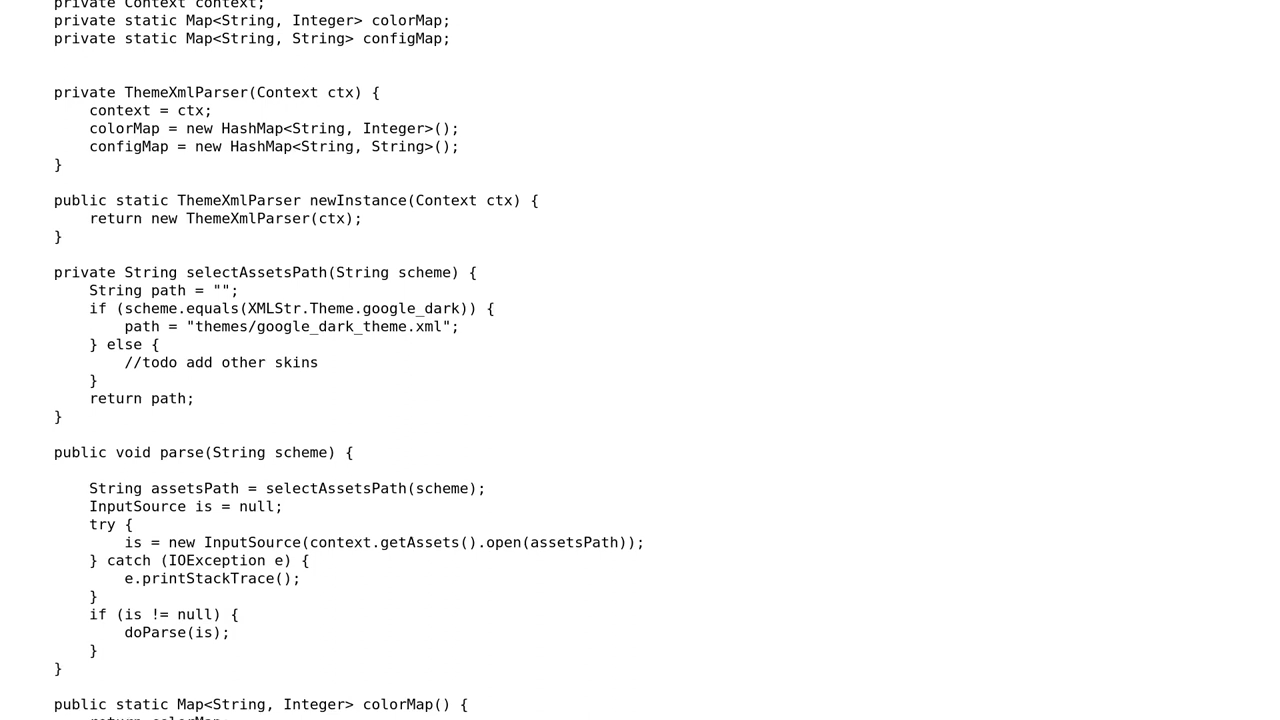 private Context context;
private static Map<String, Integer> colorMap;
private static Map<String, String> configMap;
private ThemeXmlParser(Context ctx) {
context = ctx;
colorMap = new HashMap<String, Integer>();
configMap = new HashMap<String, String>();
}
public static ThemeXmlParser newInstance(Context ctx) {
return new ThemeXmlParser(ctx);
}
private String selectAssetsPath(String scheme) {
String path = "";
if (scheme.equals(XMLStr.Theme.google_dark)) {
path = "themes/google_dark_theme.xml";
} else {
//todo add other skins
}
return path;
}
public void parse(String scheme) {
String assetsPath = selectAssetsPath(scheme);
InputSource is = null;
try {
is = new InputSource(context.getAssets().open(assetsPath));
} catch (IOException e) {
e.printStackTrace();
}
if (is != null) {
doParse(is);
}
}
public static Map<String, Integer> colorMap() {
return colorMap;